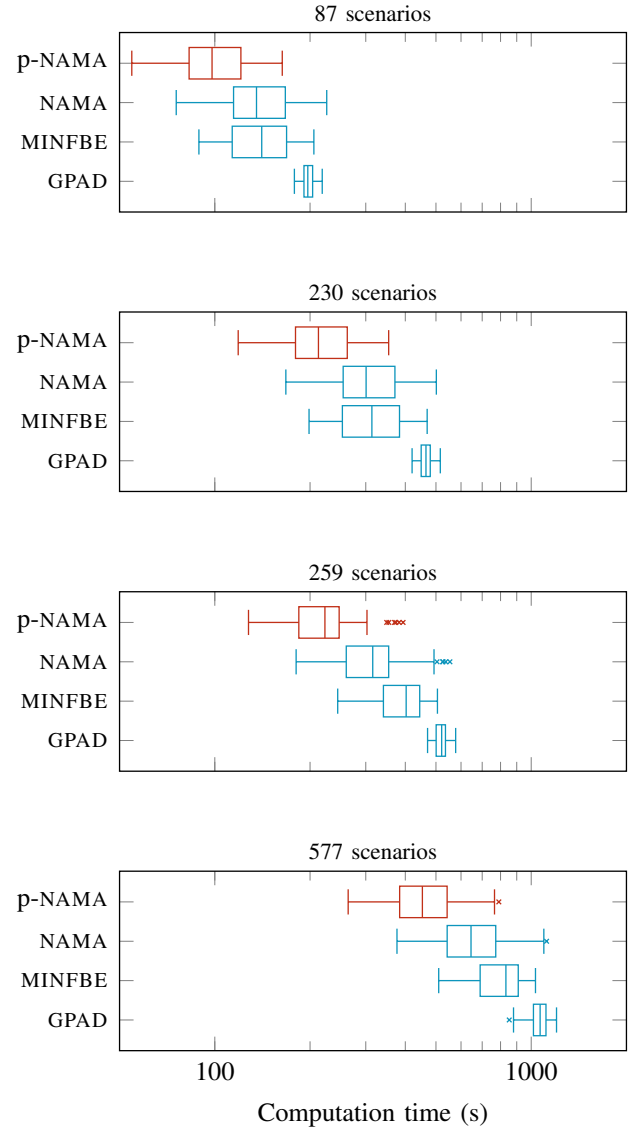 87 scenarios
p-NAMA
NAMA
MINFBE
GPAD
230 scenarios
p-NAMA
NAMA
MINFBE
GPAD
259 scenarios
p-NAMA
NAMA
MINFBE
GPAD
577 scenarios
p-NAMA
NAMA
MINFBE
GPAD
100 1000
Computation time (s)